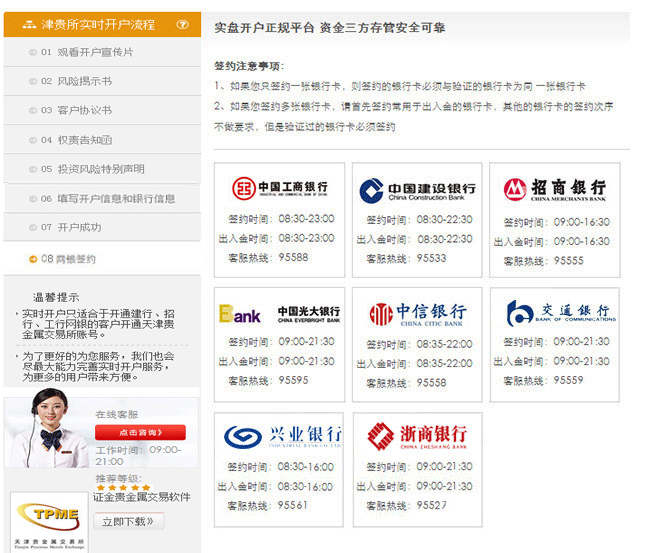 津贵所实时开户流程
?
01 观看开户宣传片
02 风险揭示书
03 客户协议书
04 权责告知函
05 投资风险特别声明
06 填写开户信息和银行信息
07 开户成功
08 网银签约
温馨提示
· 实时开户只适合于开通建行、招
行、工行网银的客户开通天津贵
金属交易所账号。
· 为了更好的为您服务，我们也会
尽最大能力完善实时开户服务，
为更多的用户带来方便。
在线客服
点击咨询》
工作时间：09:00-
21:00
推荐等级：
证金贵金属交易软件
立即下载》
TPME
天津贵金属交易所
Tianjin Precious Metals Exchange
实盘开户正规平台 资金三方存管安全可靠
签约注意事项：
1、如果您只签约一张银行卡，则签约的银行卡必须与验证的银行卡为同 一张银行卡
2、如果您签约多张银行卡，请首先签约常用于出入金的银行卡，其他的银行卡的签约次序
不做要求，但是验证过的银行卡必须签约
中国工商银行
INDUSTRIAL AND COMMERCIAL BANK OF CHINA
签约时间：08:30-23:00
出入金时间：08:30-23:00
客服热线：95588
中国建设银行
China Construction Bank
签约时间：08:30-22:30
出入金时间：08:30-22:30
客服热线：95533
招商银行
CHINA MERCHANTS BANK
签约时间：09:00-16:30
出入金时间：09:00-16:30
客服热线：95555
Bank
中国光大银行
CHINA EVERBRIGHT BANK
签约时间：09:00-21:30
出入金时间：09:00-21:30
客服热线：95595
中信银行
CHINA CITIC BANK
签约时间：08:35-22:00
出入金时间：08:35-22:00
客服热线：95558
交通银行
BANK OF COMMUNICATIONS
签约时间：09:00-21:30
出入金时间：09:00-21:30
客服热线：95559
兴业银行
INDUSTRIAL BANK CO.,LTD
签约时间：08:30-16:00
出入金时间：08:30-16:00
客服热线：95561
浙商银行
CHINA ZHESHANG BANK
签约时间：09:00-21:30
出入金时间：09:00-21:30
客服热线：95527